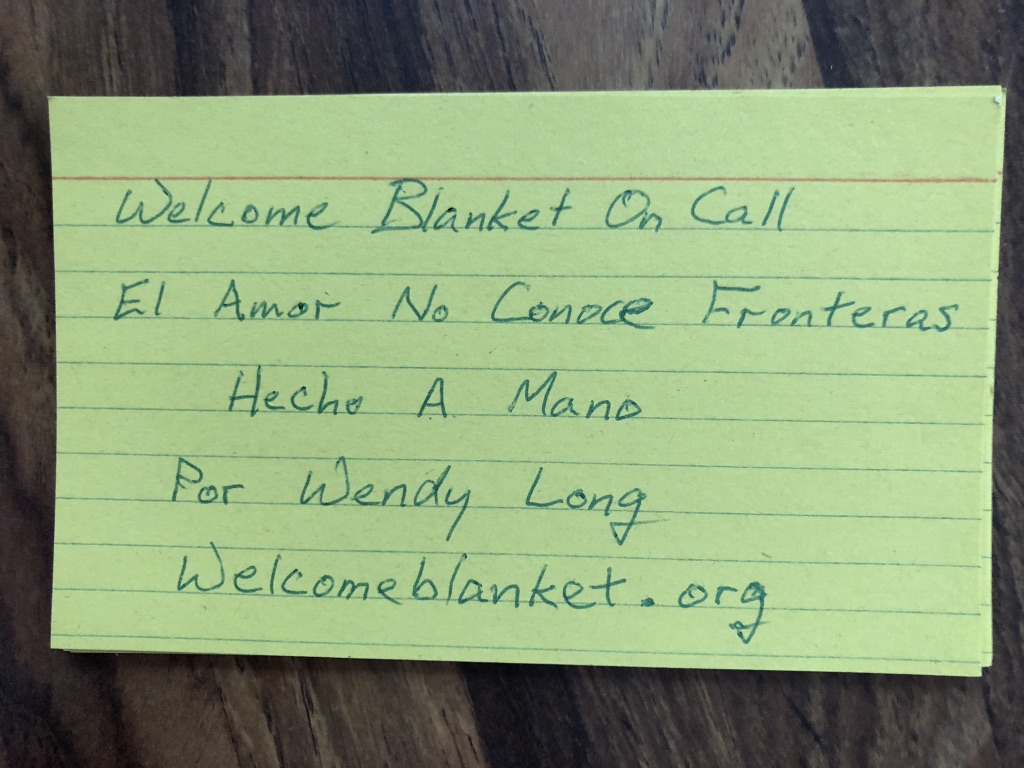 Welcome Blanket On Call
El Amor No Conoce Fronteras
Hecho A Mano
Por Wendy Long
Welcomeblanket.org